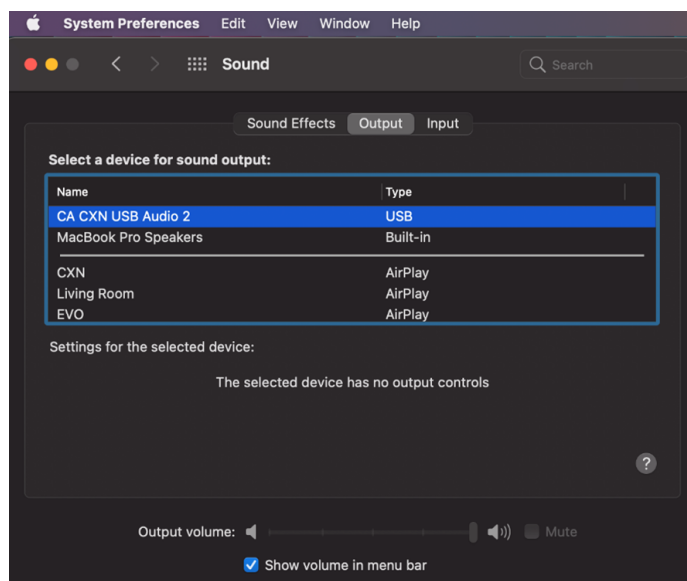 System Preferences Edit View Window Help
Sound
Search
Sound Effects Output Input
Select a device for sound output:
Name Type
CA CXN USB Audio 2 USB
MacBook Pro Speakers Built-in
CXN AirPlay
Living Room AirPlay
EVO AirPlay
Settings for the selected device:
The selected device has no output controls
?
Output volume: Mute
Show volume in menu bar